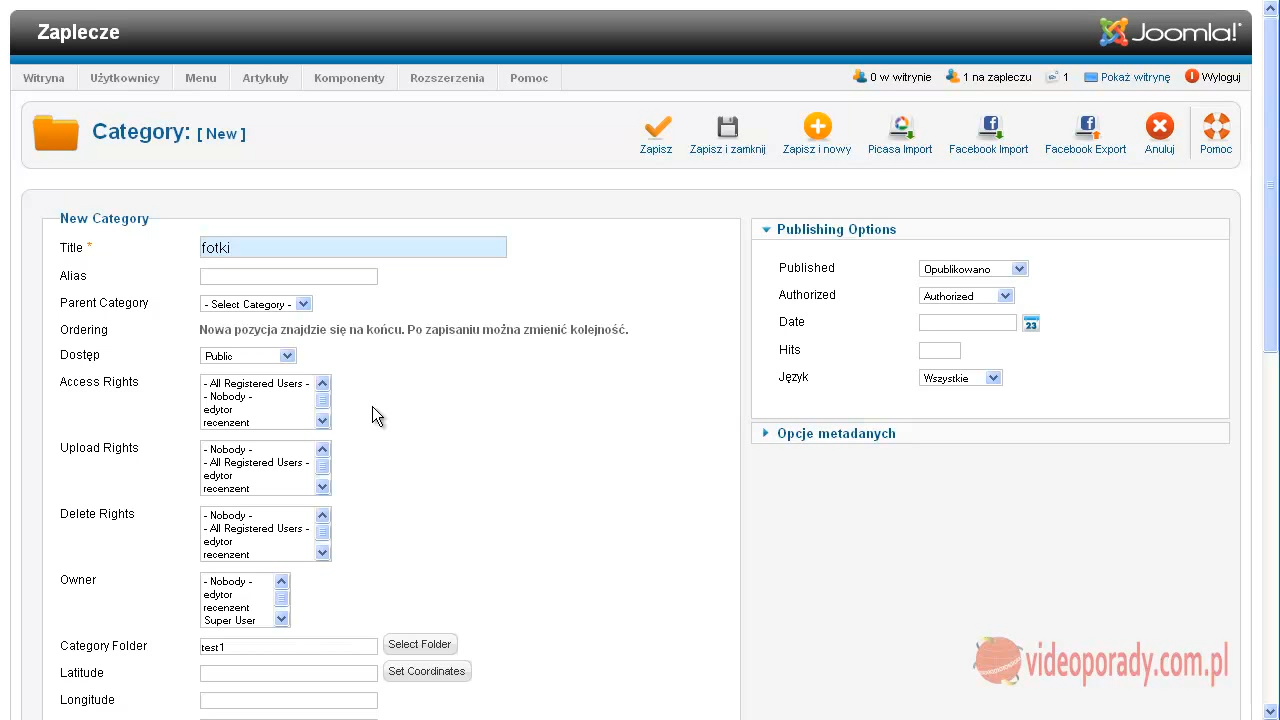 Zaplecze
Joomla!
Witryna Użytkownicy Menu Artykuły Komponenty Rozszerzenia Pomoc 0 w witrynie 1 na zapleczu 1 Pokaż witrynę Wyloguj
Category: [ New ]
Zapisz Zapisz i zamknij Zapisz i nowy Picasa Import Facebook Import Facebook Export Anuluj Pomoc
New Category
Title * fotki
Alias
Parent Category - Select Category -
Ordering Nowa pozycja znajdzie się na końcu. Po zapisaniu można zmienić kolejność.
Dostęp Public
Access Rights - All Registered Users -
- Nobody -
edytor
recenzent
Upload Rights - Nobody -
- All Registered Users -
edytor
recenzent
Delete Rights - Nobody -
- All Registered Users -
edytor
recenzent
Owner - Nobody -
edytor
recenzent
Super User
Category Folder test1 Select Folder
Latitude Set Coordinates
Longitude
Publishing Options
Published Opublikowano
Authorized Authorized
Date 23
Hits
Język Wszystkie
Opcje metadanych
videoporady.com.pl